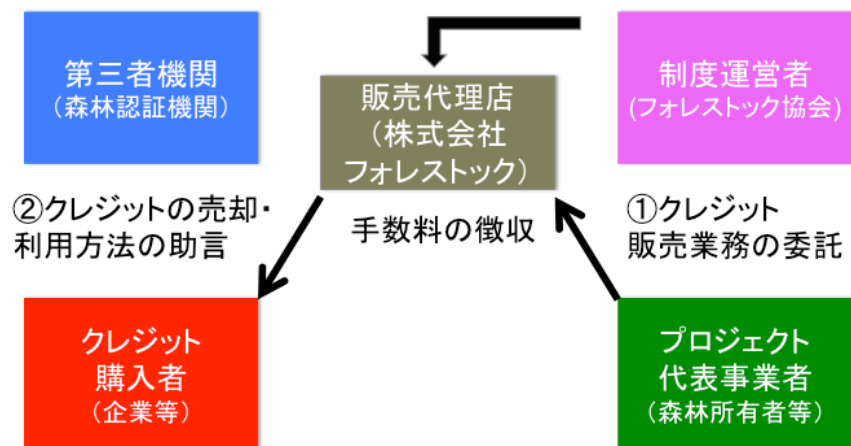 第三者機関
（森林認証機関）
販売代理店
（株式会社
フォレストック）
制度運営者
(フォレストック協会)
②クレジットの売却・
利用方法の助言
手数料の徴収
①クレジット
販売業務の委託
クレジット
購入者
（企業等）
プロジェクト
代表事業者
（森林所有者等）